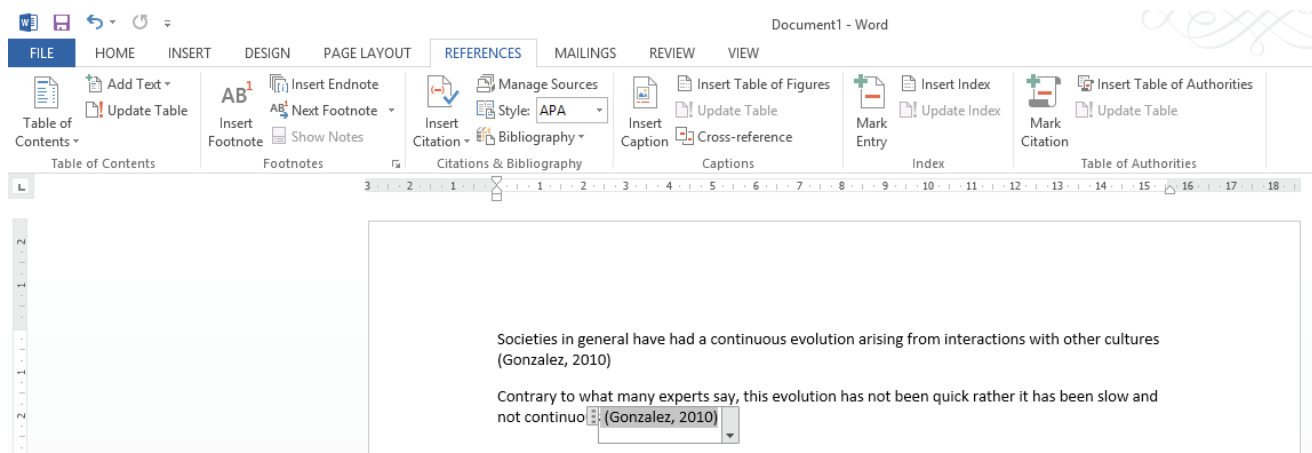 Document1 - Word
FILE HOME INSERT DESIGN PAGE LAYOUT REFERENCES MAILINGS REVIEW VIEW
Table of Contents
Add Text
Update Table
Table of Contents
AB1 Insert Footnote
Insert Endnote
AB1 Next Footnote
Show Notes
Footnotes
Insert Citation
Manage Sources
Style: APA
Bibliography
Citations & Bibliography
Insert Caption
Insert Table of Figures
Update Table
Cross-reference
Captions
Mark Entry
Insert Index
Update Index
Index
Mark Citation
Insert Table of Authorities
Update Table
Table of Authorities
3 2 1 1 2 3 4 5 6 7 8 9 10 11 12 13 14 15 16 17 18
2
1
1
2
Societies in general have had a continuous evolution arising from interactions with other cultures
(Gonzalez, 2010)
Contrary to what many experts say, this evolution has not been quick rather it has been slow and
not continuo (Gonzalez, 2010)